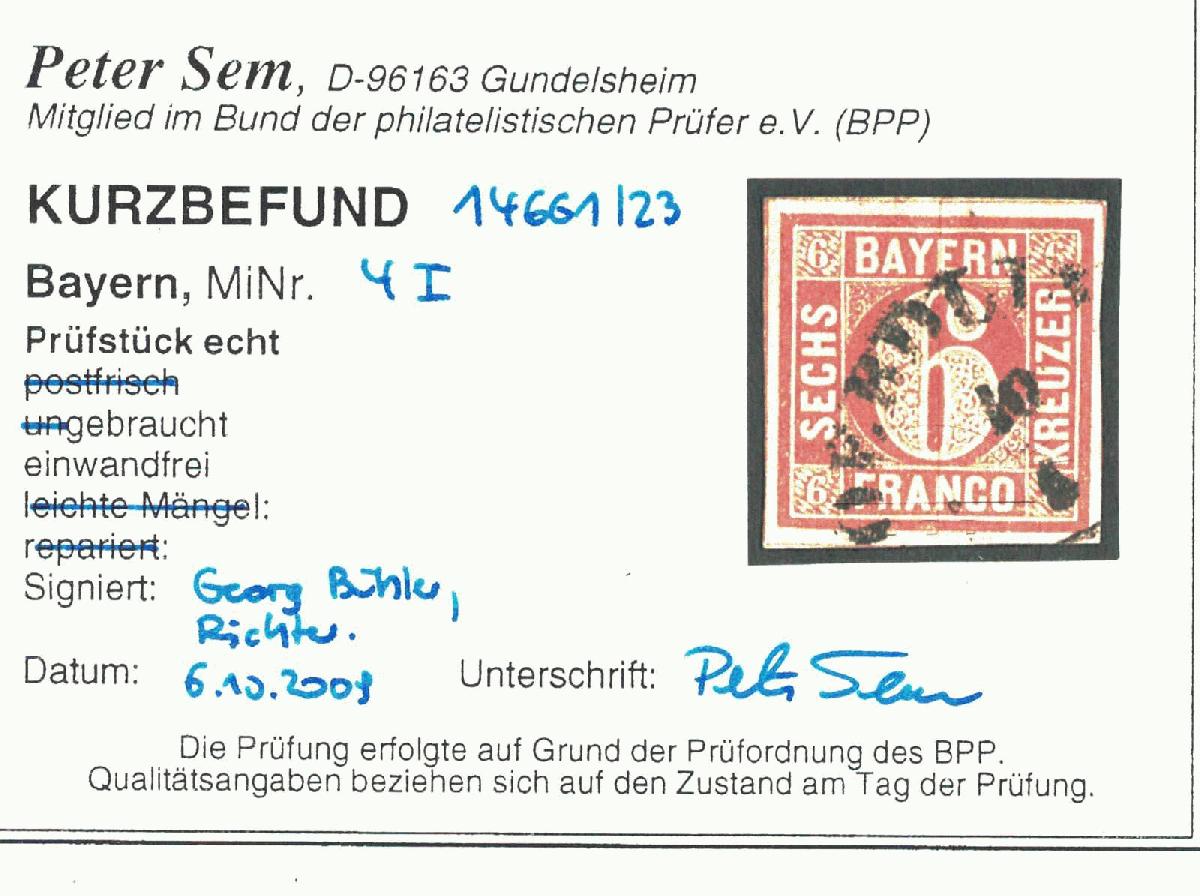 Peter Sem, D-96163 Gundelsheim
Mitglied im Bund der philatelistischen Prüfer e.V. (BPP)
KURZBEFUND 14661/23
Bayern, MiNr. 4 I
Prüfstück echt
postfrisch
ungebraucht
einwandfrei
leichte Mängel:
repariert:
Signiert: Georg Bühler,
Richter.
Datum: 6.10.2009 Unterschrift: Peter Sem
Die Prüfung erfolgte auf Grund der Prüfordnung des BPP.
Qualitätsangaben beziehen sich auf den Zustand am Tag der Prüfung.
6 BAYERN 6
SECHS 6 KREUZER
6 FRANCO